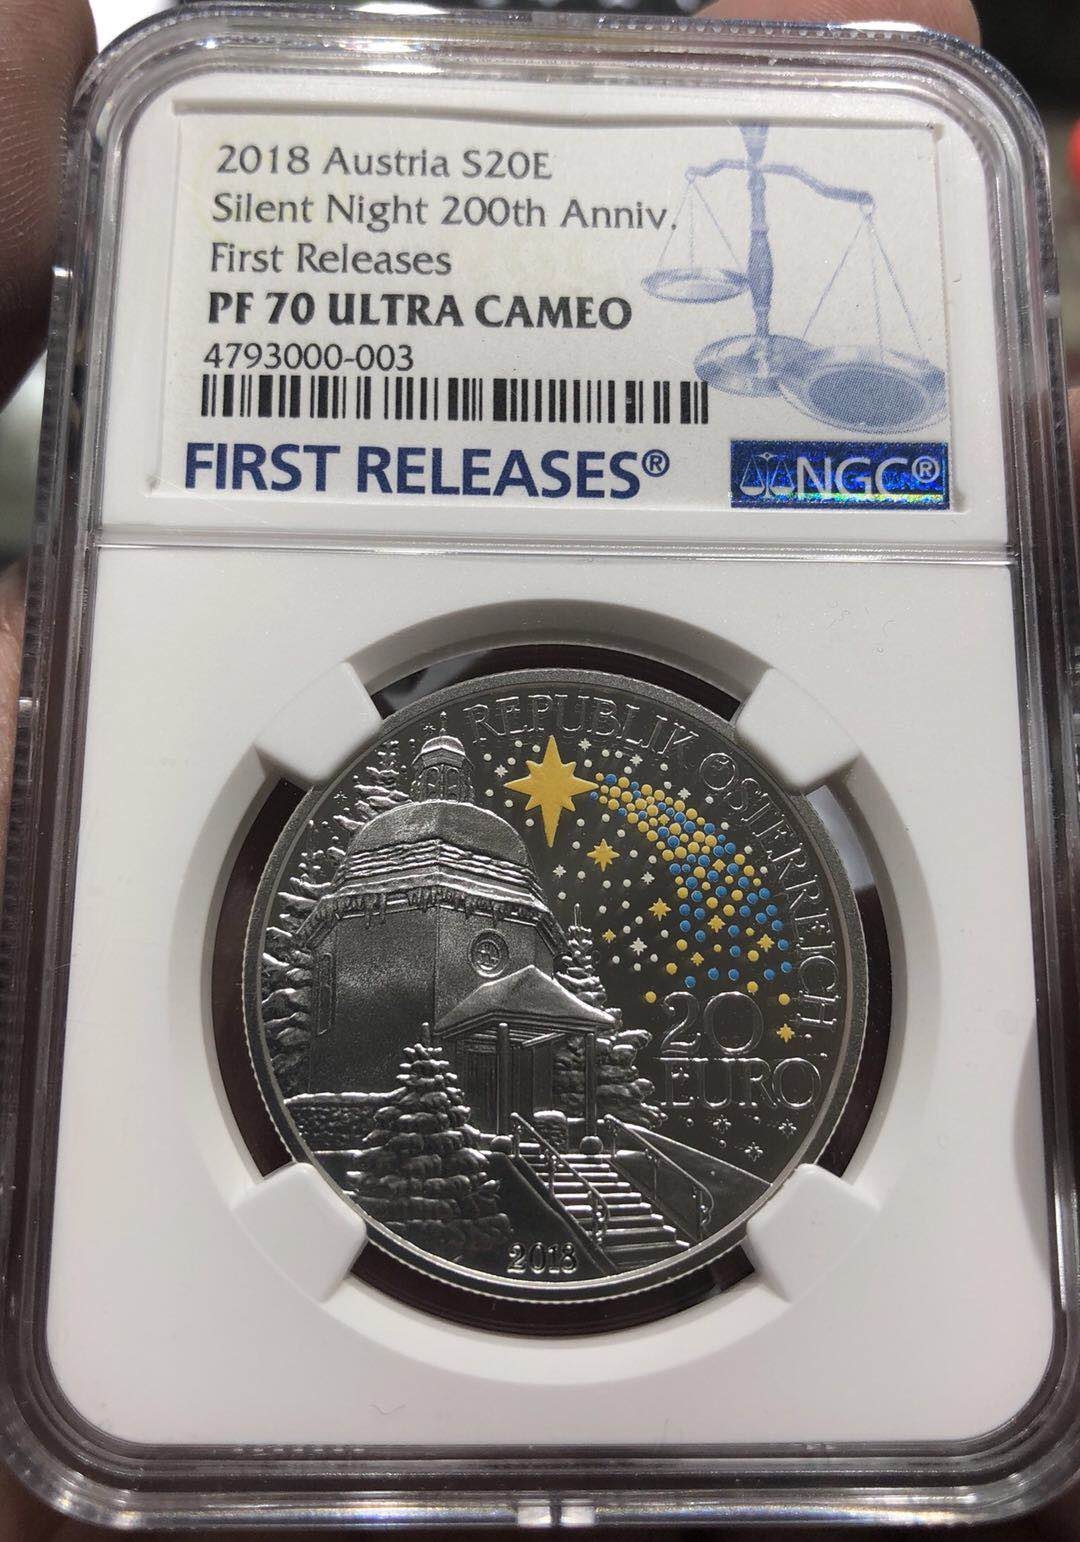 2018 Austria S20E
Silent Night 200th Anniv.
First Releases
PF 70 ULTRA CAMEO
4793000-003
FIRST RELEASES®
NGC®
REPUBLIK ÖSTERREICH
20
EURO
2018